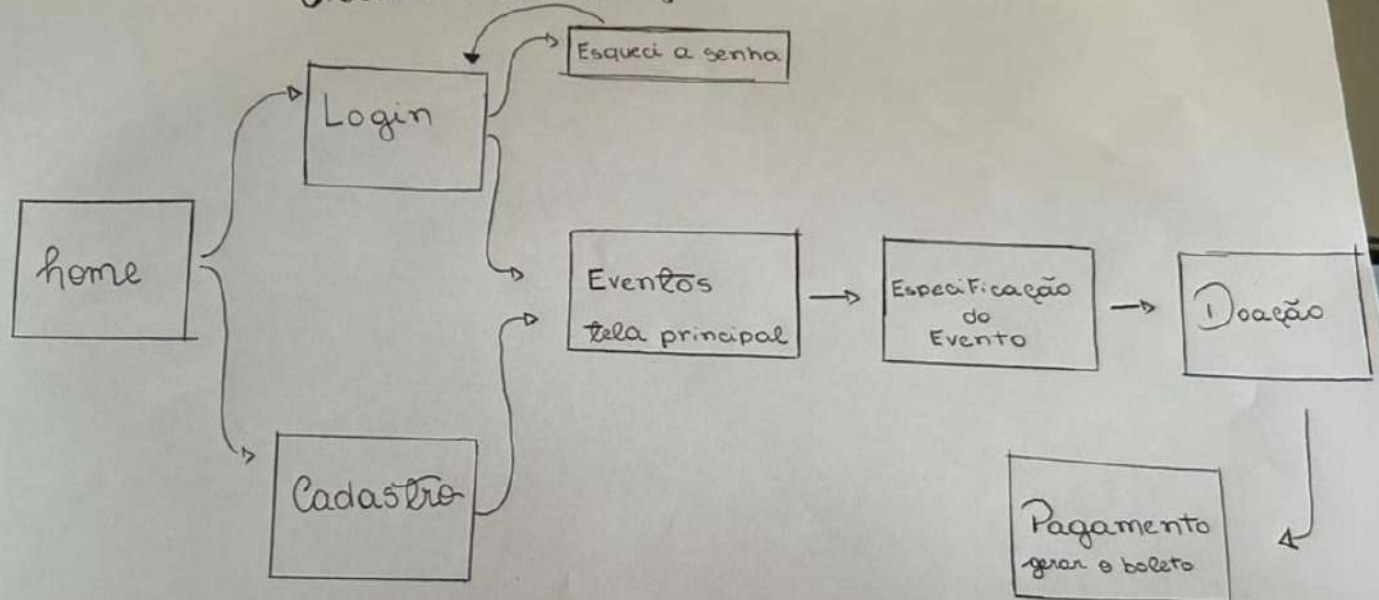 Esqueci a senha
Login
home
Eventos
tela principal
Especificação
do
Evento
Doação
Cadastro
Pagamento
gerar o boleto